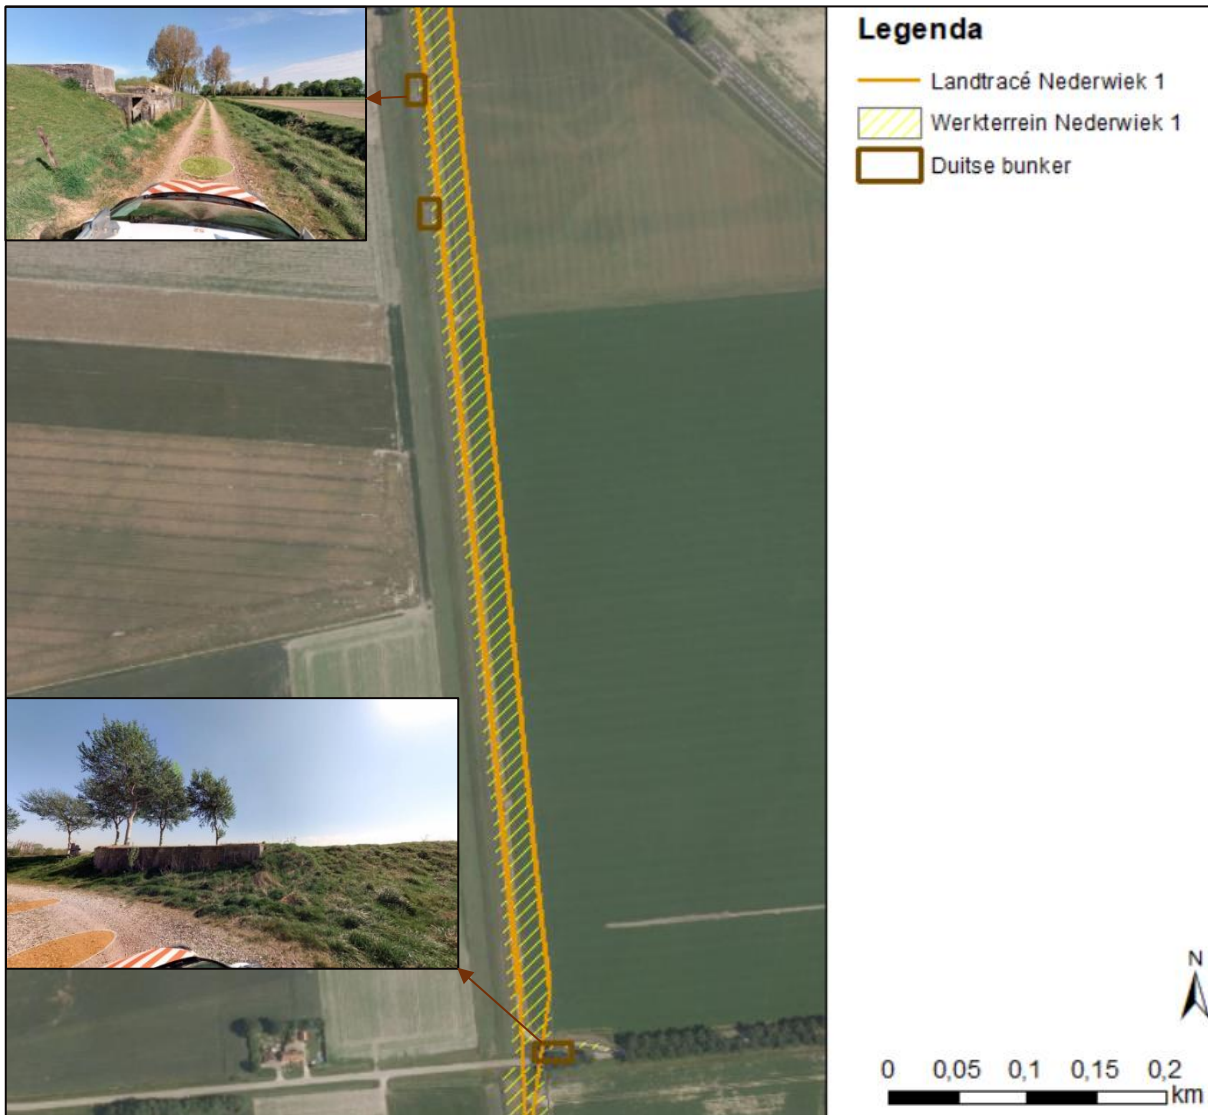 Legenda
Landtracé Nederwiek 1
Werkterrein Nederwiek 1
Duitse bunker
N
0 0,05 0,1 0,15 0,2
km